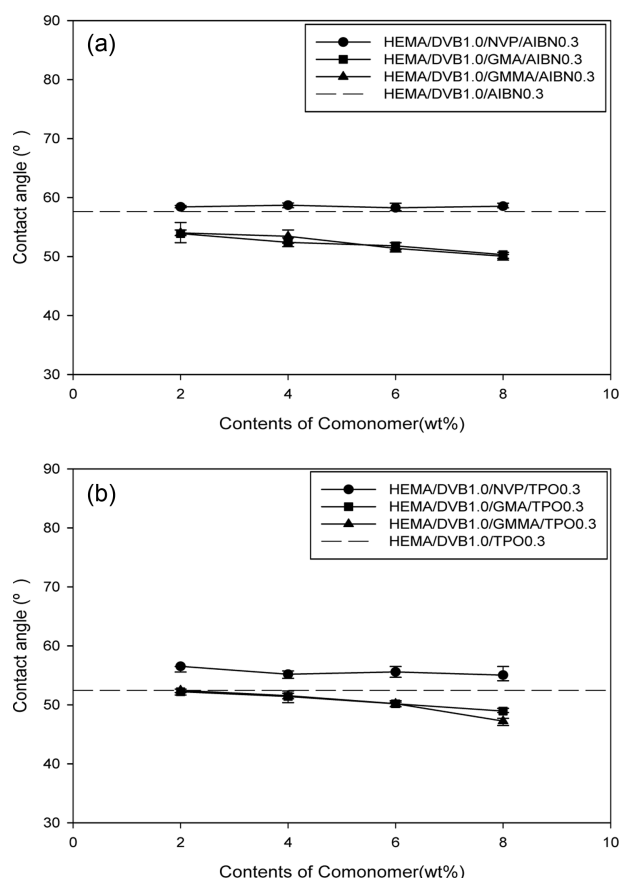 (a)
HEMA/DVB1.0/NVP/AIBN0.3
HEMA/DVB1.0/GMA/AIBN0.3
HEMA/DVB1.0/GMMA/AIBN0.3
HEMA/DVB1.0/AIBN0.3
90
80
70
60
50
40
30
Contact angle (° )
0 2 4 6 8 10
Contents of Comonomer(wt%)
(b)
HEMA/DVB1.0/NVP/TPO0.3
HEMA/DVB1.0/GMA/TPO0.3
HEMA/DVB1.0/GMMA/TPO0.3
HEMA/DVB1.0/TPO0.3
90
80
70
60
50
40
30
Contact angle (° )
0 2 4 6 8 10
Contents of Comonomer(wt%)